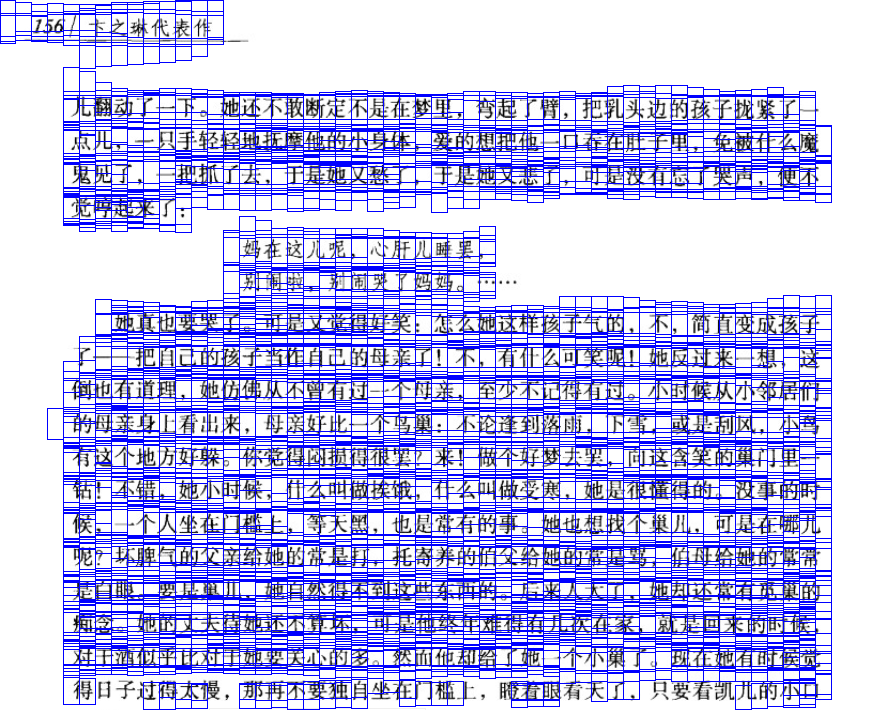 156 / 卞之琳代表作
儿翻动了一下。她还不敢断定不是在梦里，弯起了臂，把乳头边的孩子拢紧了一
点儿，一只手轻轻地抚摩他的小身体，爱的想把他一口吞在肚子里，免被什么魔
鬼见了，一把抓了去，于是她又愁了，于是她又悲了，可是没有忘了哭声，便不
觉哼起来了：
妈在这儿呢，心肝儿睡罢，
别闹啦，别闹哭了妈妈。……
她真也要哭了。可是又觉得好笑：怎么她这样孩子气的，不，简直变成孩子
了——把自己的孩子当作自己的母亲了！不，有什么可笑呢！她反过来一想，这
倒也有道理，她仿佛从不曾有过一个母亲，至少不记得有过。小时候从小邻居们
的母亲身上看出来，母亲好比一个鸟巢：不论逢到落雨，下雪，或是刮风，小鸟
有这个地方好躲。你觉得闷损得很罢？来！做个好梦去罢，向这含笑的巢门里一
钻！不错，她小时候，什么叫做挨饿，什么叫做受寒，她是很懂得的。没事的时
候，一个人坐在门槛上，等天黑，也是常有的事。她也想找个巢儿，可是在哪儿
呢？坏脾气的父亲给她的常是打，托寄养的伯父给她的常是骂，伯母给她的常常
是白眼。要是巢儿，她自然得不到这些东西的。后来人大了，她却还常有觅巢的
痴念。她的丈夫待她还不算坏，可是他终年难得有几次在家，就是回来的时候，
对于酒似乎比对于她要关心的多。然而他却给了她一个小巢了。现在她有时候觉
得日子过得太慢，那再不要独自坐在门槛上，瞪着眼看天了，只要看凯儿的小口